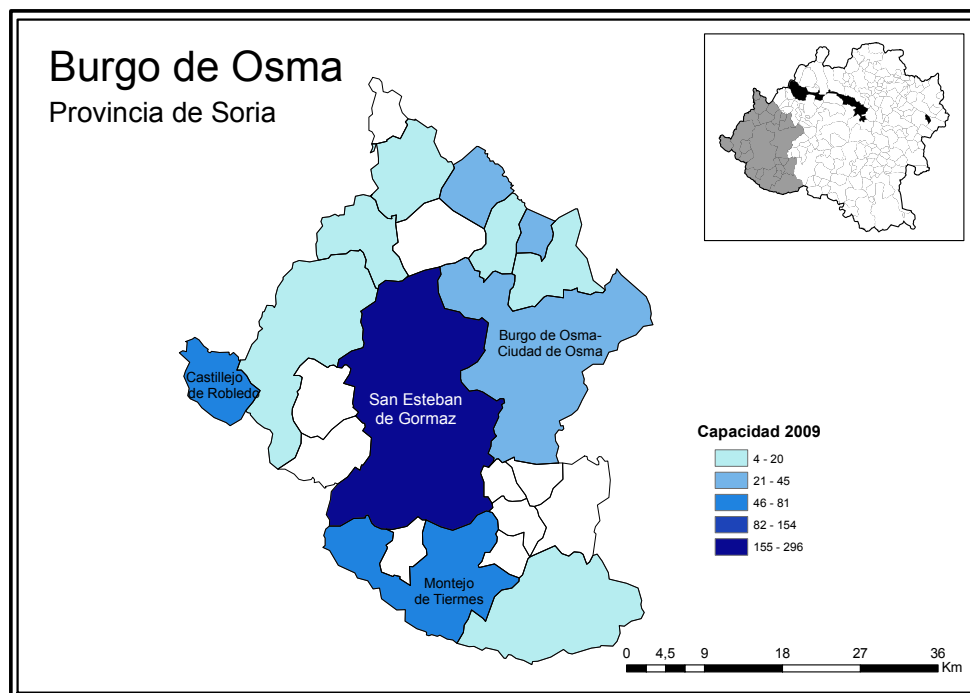 Burgo de Osma
Provincia de Soria
Burgo de Osma-
Ciudad de Osma
Castillejo
de Robledo
San Esteban
de Gormaz
Montejo
de Tiermes
Capacidad 2009
4 - 20
21 - 45
46 - 81
82 - 154
155 - 296
0 4,5 9 18 27 36
Km